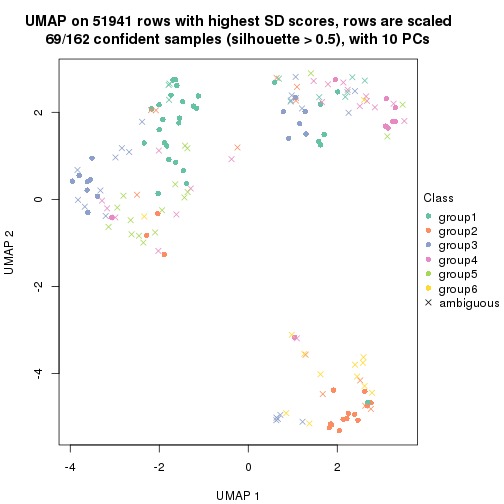 UMAP on 51941 rows with highest SD scores, rows are scaled
69/162 confident samples (silhouette > 0.5), with 10 PCs
2
0
-2
-4
UMAP 2
-4
-2
0
2
UMAP 1
Class
group1
group2
group3
group4
group5
group6
ambiguous